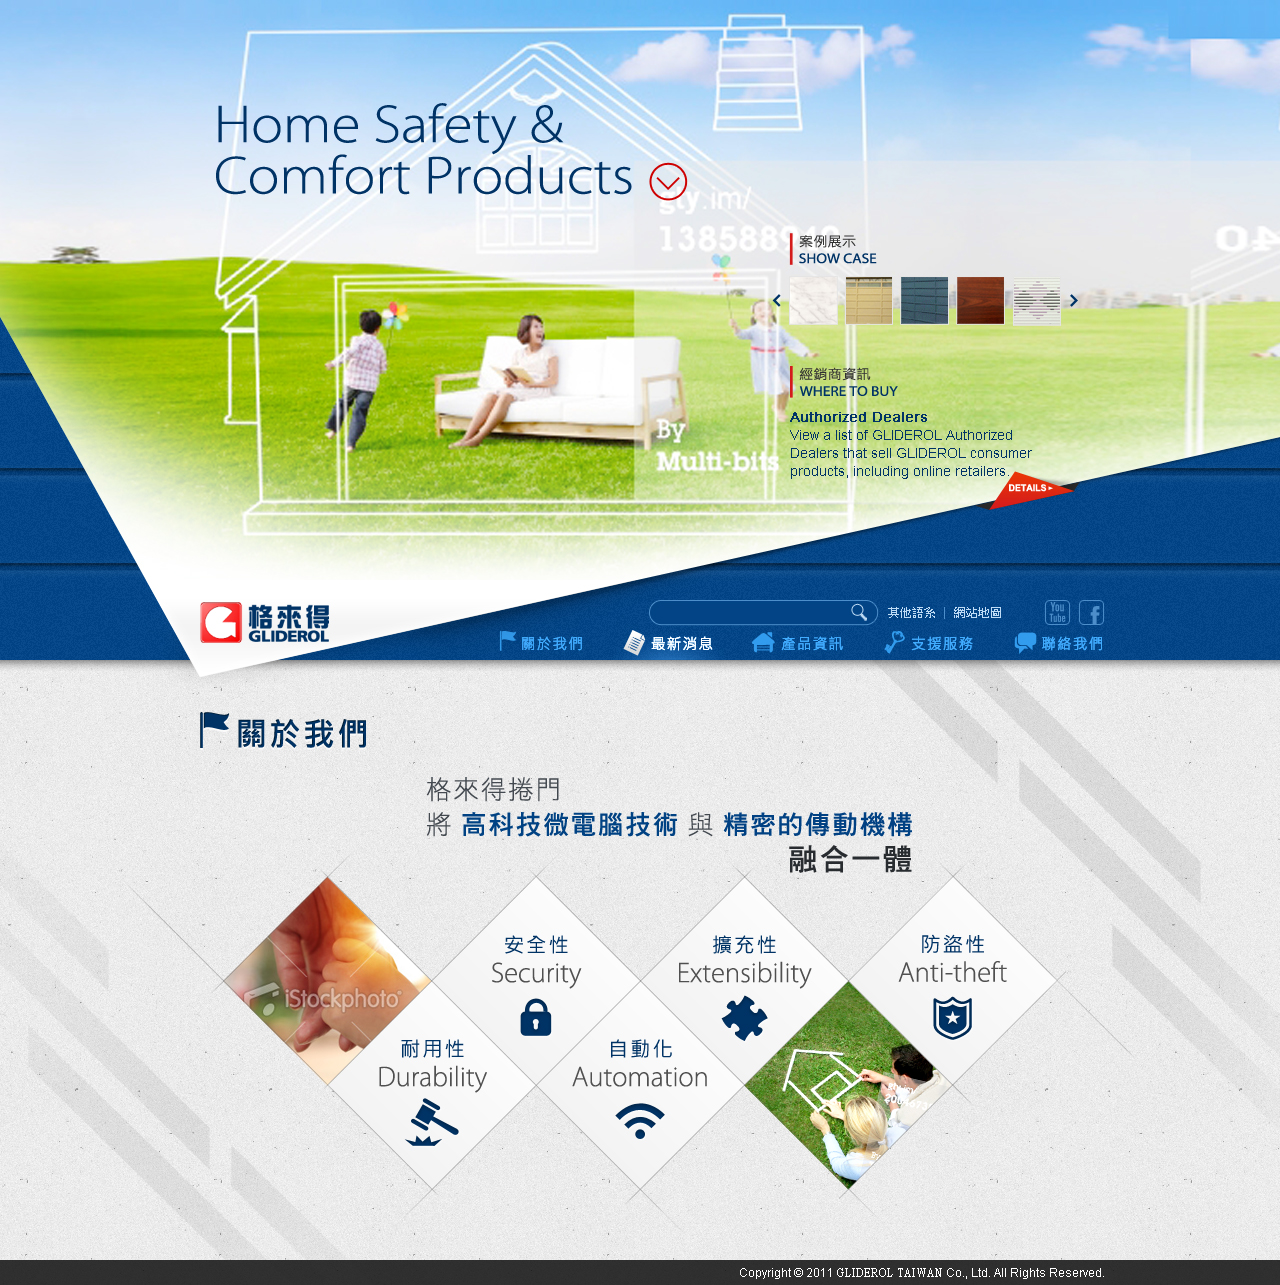 Home Safety &
Comfort Products
gty.im/
138588940
40
案例展示
SHOW CASE
經銷商資訊
WHERE TO BUY
Authorized Dealers
View a list of GLIDEROL Authorized
Dealers that sell GLIDEROL consumer
products, including online retailers.
By
Multi-bits
DETAILS
格來得
GLIDEROL
其他語系 | 網站地圖
You
Tube
f
關於我們
最新消息
產品資訊
支援服務
聯絡我們
關於我們
格來得捲門
將 高科技微電腦技術 與 精密的傳動機構
融合一體
iStockphoto
安全性
Security
擴充性
Extensibility
防盜性
Anti-theft
耐用性
Durability
自動化
Automation
Copyright © 2011 GLIDEROL TAIWAN Co., Ltd. All Rights Reserved.